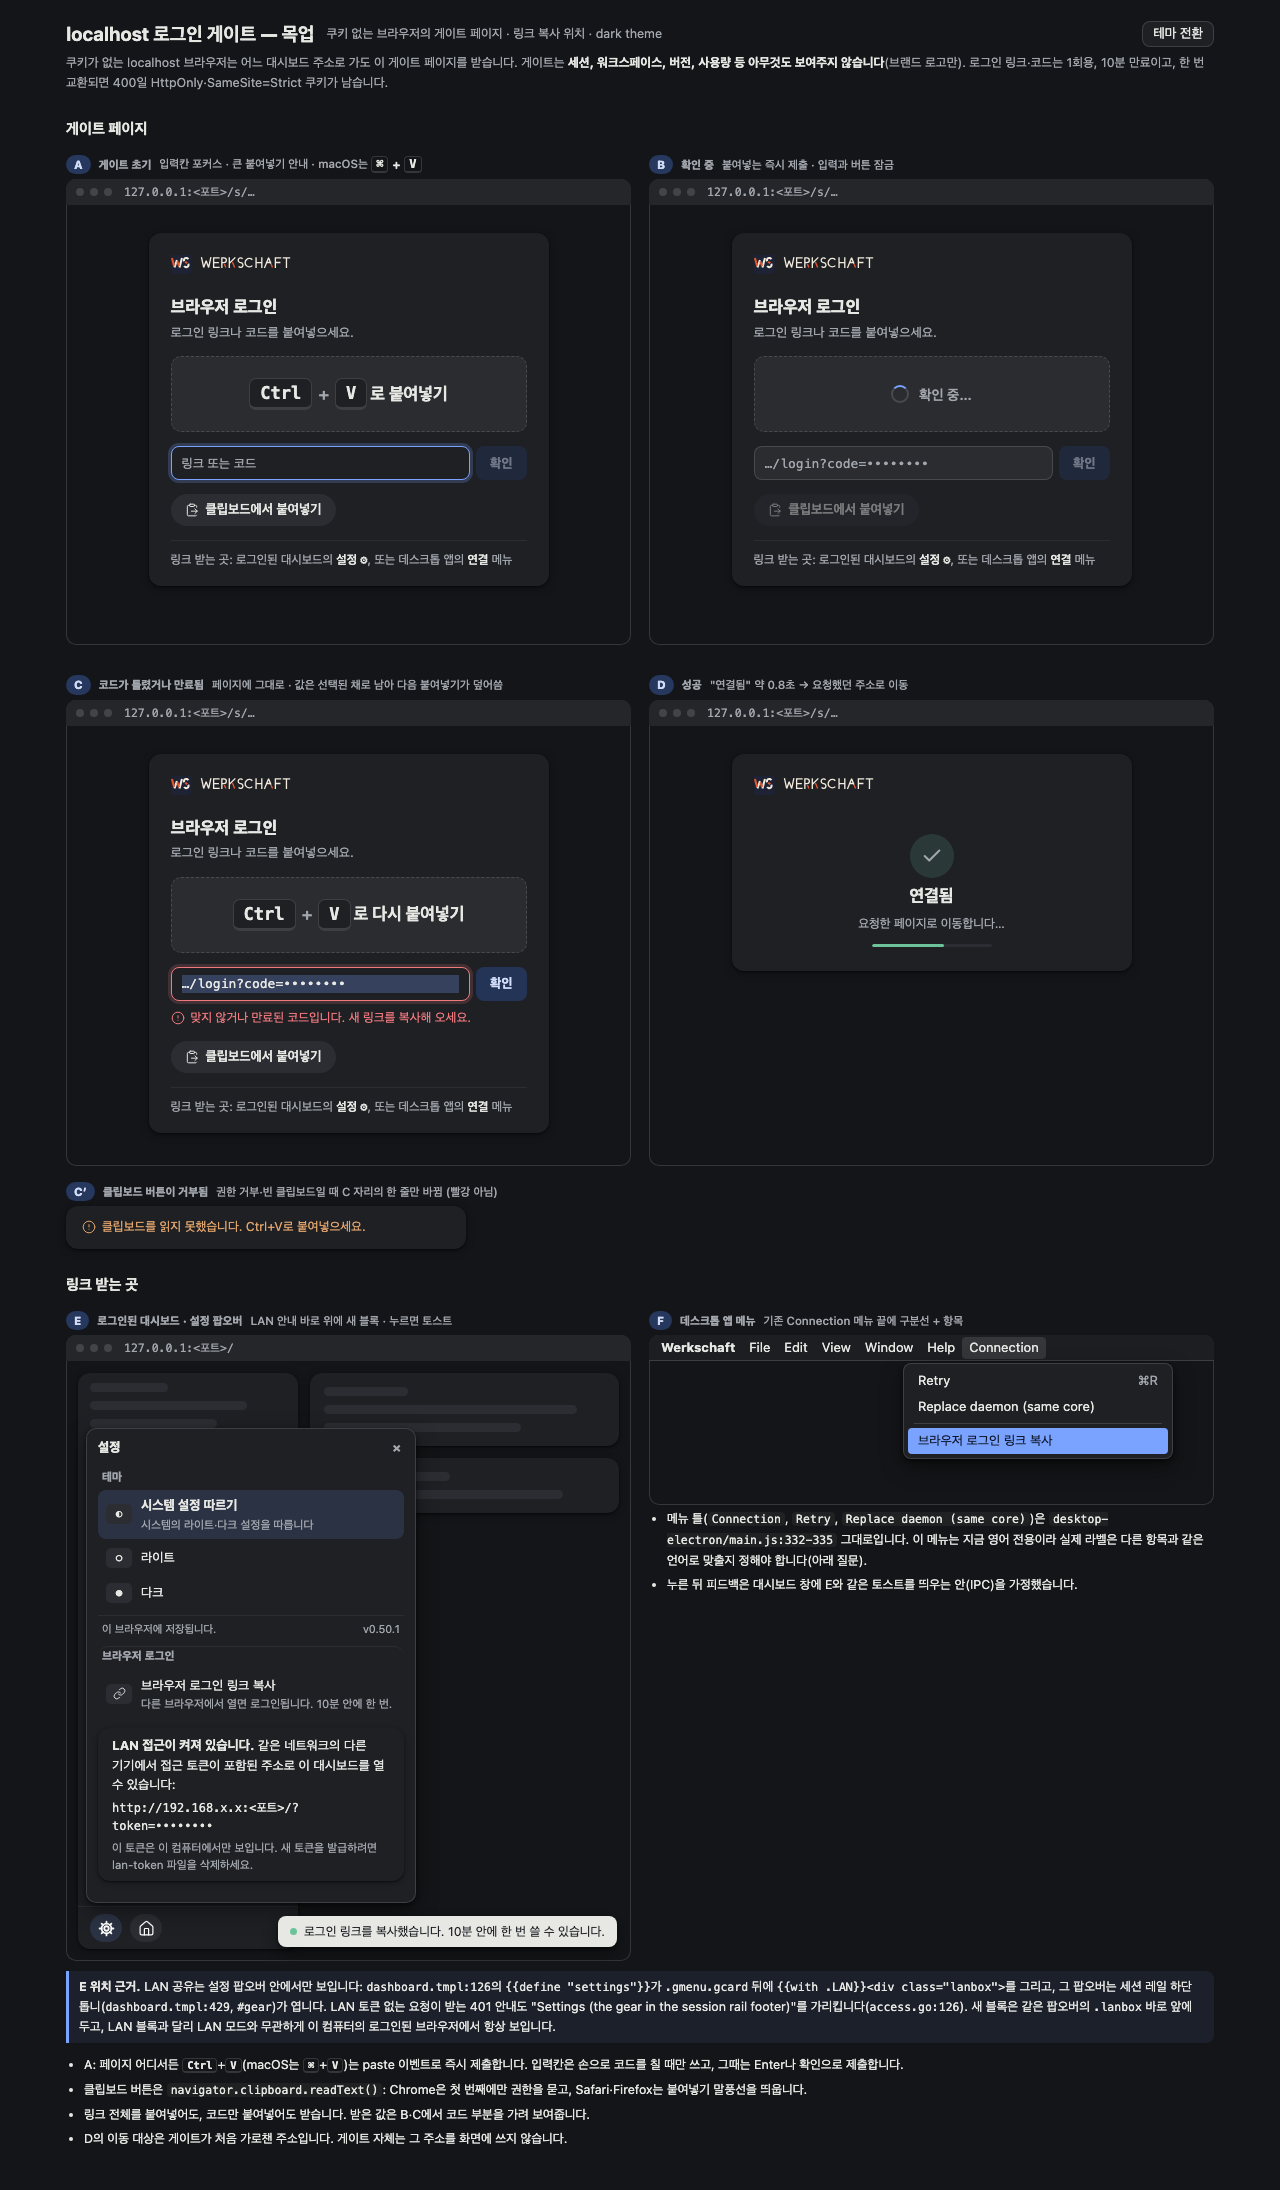 localhost 로그인 게이트 — 목업 쿠키 없는 브라우저의 게이트 페이지 · 링크 복사 위치 · dark theme 테마 전환
쿠키가 없는 localhost 브라우저는 어느 대시보드 주소로 가도 이 게이트 페이지를 받습니다. 게이트는 세션, 워크스페이스, 버전, 사용량 등 아무것도 보여주지 않습니다(브랜드 로고만). 로그인 링크·코드는 1회용, 10분 만료이고, 한 번
교환되면 400일 HttpOnly·SameSite=Strict 쿠키가 남습니다.
게이트 페이지
A 게이트 초기 입력칸 포커스 · 큰 붙여넣기 안내 · macOS는 ⌘ + V
127.0.0.1:<포트>/s/…
WS WERKSCHAFT
브라우저 로그인
로그인 링크나 코드를 붙여넣으세요.
Ctrl + V 로 붙여넣기
링크 또는 코드 확인
클립보드에서 붙여넣기
링크 받는 곳: 로그인된 대시보드의 설정 ⚙, 또는 데스크톱 앱의 연결 메뉴
B 확인 중 붙여넣는 즉시 제출 · 입력과 버튼 잠금
127.0.0.1:<포트>/s/…
WS WERKSCHAFT
브라우저 로그인
로그인 링크나 코드를 붙여넣으세요.
확인 중…
…/login?code=•••••••• 확인
클립보드에서 붙여넣기
링크 받는 곳: 로그인된 대시보드의 설정 ⚙, 또는 데스크톱 앱의 연결 메뉴
C 코드가 틀렸거나 만료됨 페이지에 그대로 · 값은 선택된 채로 남아 다음 붙여넣기가 덮어씀
127.0.0.1:<포트>/s/…
WS WERKSCHAFT
브라우저 로그인
로그인 링크나 코드를 붙여넣으세요.
Ctrl + V 로 다시 붙여넣기
…/login?code=•••••••• 확인
맞지 않거나 만료된 코드입니다. 새 링크를 복사해 오세요.
클립보드에서 붙여넣기
링크 받는 곳: 로그인된 대시보드의 설정 ⚙, 또는 데스크톱 앱의 연결 메뉴
D 성공 "연결됨" 약 0.8초 → 요청했던 주소로 이동
127.0.0.1:<포트>/s/…
WS WERKSCHAFT
연결됨
요청한 페이지로 이동합니다…
C′ 클립보드 버튼이 거부됨 권한 거부·빈 클립보드일 때 C 자리의 한 줄만 바뀜 (빨강 아님)
클립보드를 읽지 못했습니다. Ctrl+V로 붙여넣으세요.
링크 받는 곳
E 로그인된 대시보드 · 설정 팝오버 LAN 안내 바로 위에 새 블록 · 누르면 토스트
127.0.0.1:<포트>/
설정 ×
테마
시스템 설정 따르기
시스템의 라이트·다크 설정을 따릅니다
라이트
다크
이 브라우저에 저장됩니다. v0.50.1
브라우저 로그인
브라우저 로그인 링크 복사
다른 브라우저에서 열면 로그인됩니다. 10분 안에 한 번.
LAN 접근이 켜져 있습니다. 같은 네트워크의 다른
기기에서 접근 토큰이 포함된 주소로 이 대시보드를 열
수 있습니다:
http://192.168.x.x:<포트>/?
token=••••••••
이 토큰은 이 컴퓨터에서만 보입니다. 새 토큰을 발급하려면
lan-token 파일을 삭제하세요.
로그인 링크를 복사했습니다. 10분 안에 한 번 쓸 수 있습니다.
F 데스크톱 앱 메뉴 기존 Connection 메뉴 끝에 구분선 + 항목
Werkschaft File Edit View Window Help Connection
Retry ⌘R
Replace daemon (same core)
브라우저 로그인 링크 복사
• 메뉴 틀( Connection , Retry , Replace daemon (same core) )은 desktop-
electron/main.js:332-335 그대로입니다. 이 메뉴는 지금 영어 전용이라 실제 라벨은 다른 항목과 같은
언어로 맞출지 정해야 합니다(아래 질문).
• 누른 뒤 피드백은 대시보드 창에 E와 같은 토스트를 띄우는 안(IPC)을 가정했습니다.
E 위치 근거. LAN 공유는 설정 팝오버 안에서만 보입니다: dashboard.tmpl:126의 {{define "settings"}}가 .gmenu.gcard 뒤에 {{with .LAN}}<div class="lanbox">를 그리고, 그 팝오버는 세션 레일 하단
톱니(dashboard.tmpl:429, #gear)가 엽니다. LAN 토큰 없는 요청이 받는 401 안내도 "Settings (the gear in the session rail footer)"를 가리킵니다(access.go:126). 새 블록은 같은 팝오버의 .lanbox 바로 앞에
두고, LAN 블록과 달리 LAN 모드와 무관하게 이 컴퓨터의 로그인된 브라우저에서 항상 보입니다.
• A: 페이지 어디서든 Ctrl+V(macOS는 ⌘+V)는 paste 이벤트로 즉시 제출합니다. 입력칸은 손으로 코드를 칠 때만 쓰고, 그때는 Enter나 확인으로 제출합니다.
• 클립보드 버튼은 navigator.clipboard.readText() : Chrome은 첫 번째에만 권한을 묻고, Safari·Firefox는 붙여넣기 말풍선을 띄웁니다.
• 링크 전체를 붙여넣어도, 코드만 붙여넣어도 받습니다. 받은 값은 B·C에서 코드 부분을 가려 보여줍니다.
• D의 이동 대상은 게이트가 처음 가로챈 주소입니다. 게이트 자체는 그 주소를 화면에 쓰지 않습니다.